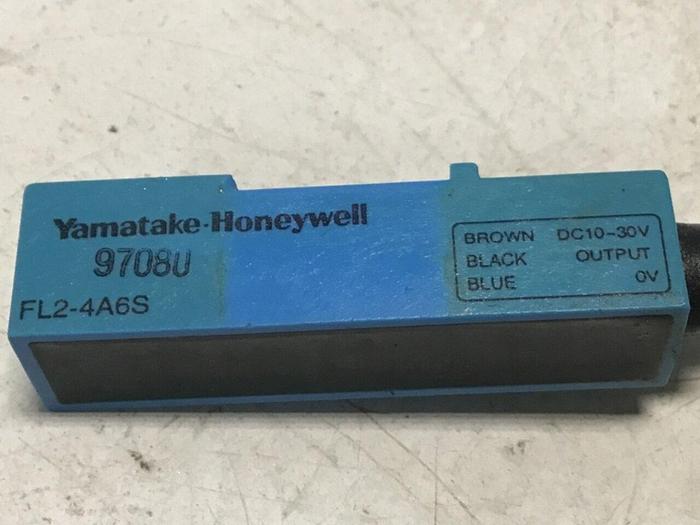 Yamatake-Honeywell
9708U
FL2-4A6S
BROWN DC10-30V
BLACK OUTPUT
BLUE 0V